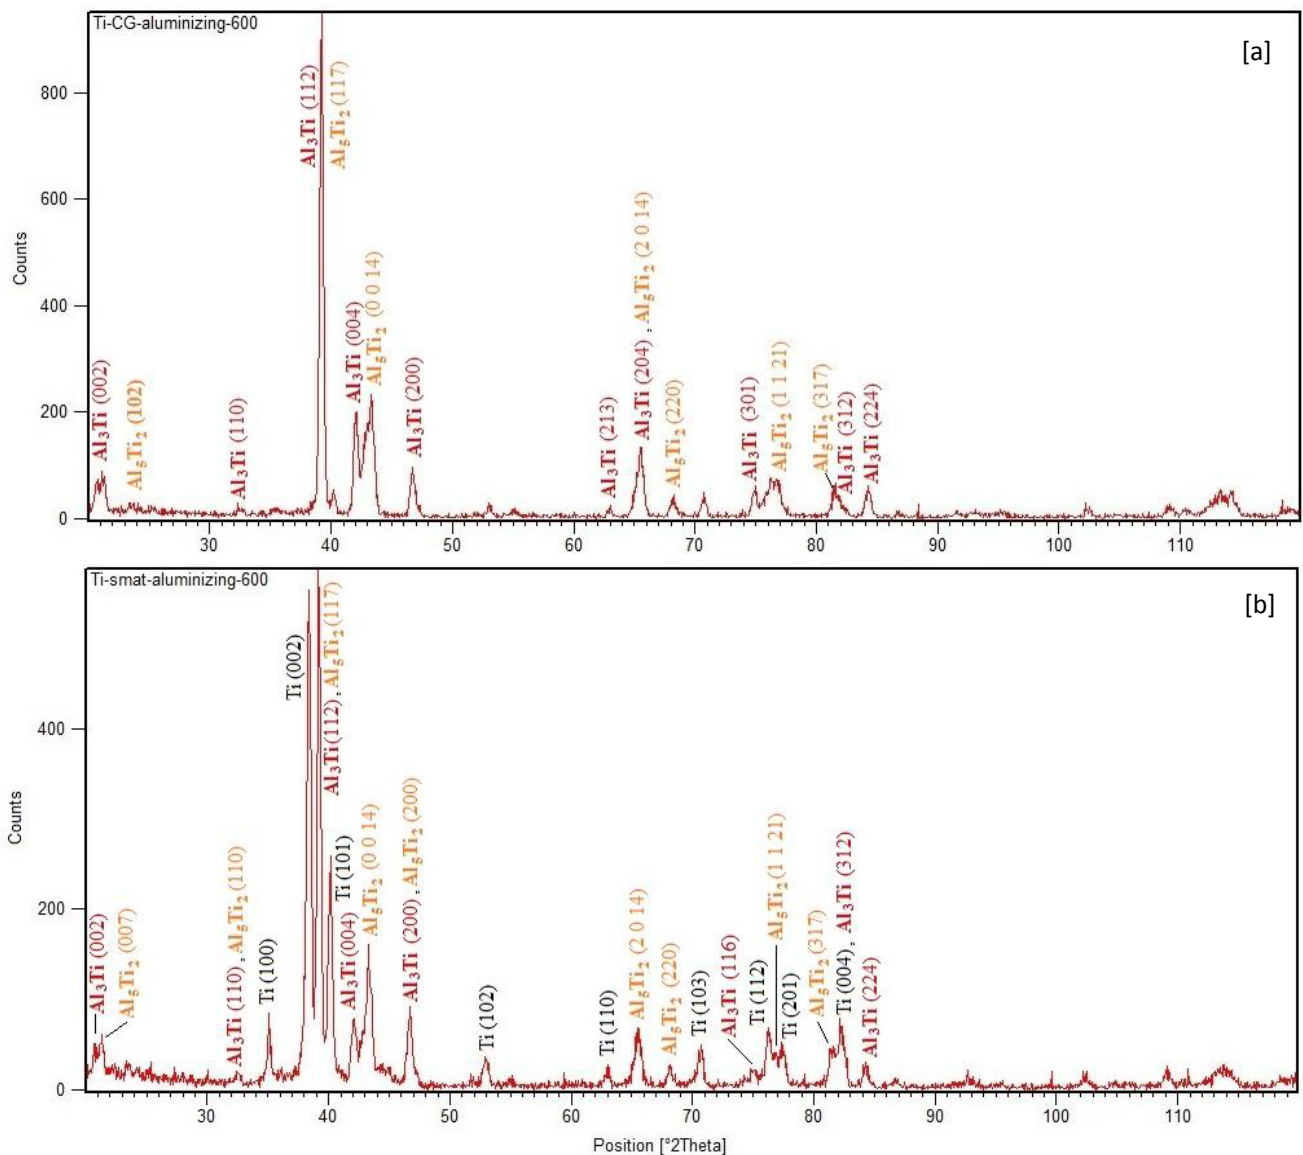 Ti-CG-aluminizing-600
[a]
Counts
800
600
400
200
0
Al₃Ti (002)
Al₅Ti₂ (102)
Al₃Ti (110)
Al₃Ti (112)
Al₅Ti₂ (117)
Al₃Ti (004)
Al₅Ti₂ (0 0 14)
Al₃Ti (200)
Al₃Ti (213)
Al₃Ti (204) , Al₅Ti₂ (2 0 14)
Al₅Ti₂ (220)
Al₃Ti (301)
Al₅Ti₂ (1 1 21)
Al₅Ti₂ (317)
Al₃Ti (312)
Al₃Ti (224)
30 40 50 60 70 80 90 100 110
Ti-smat-aluminizing-600
[b]
Counts
400
200
0
Al₃Ti (002)
Al₅Ti₂ (007)
Al₃Ti (110) , Al₅Ti₂ (110)
Ti (100)
Ti (002)
Al₃Ti (112) , Al₅Ti₂ (117)
Ti (101)
Al₃Ti (004)
Al₅Ti₂ (0 0 14)
Al₃Ti (200) , Al₅Ti₂ (200)
Ti (102)
Ti (110)
Al₅Ti₂ (2 0 14)
Al₅Ti₂ (220)
Ti (103)
Al₃Ti (116)
Ti (112)
Al₅Ti₂ (1 1 21)
Ti (201)
Al₅Ti₂ (317)
Ti (004) , Al₃Ti (312)
Al₃Ti (224)
30 40 50 60 70 80 90 100 110
Position [°2Theta]